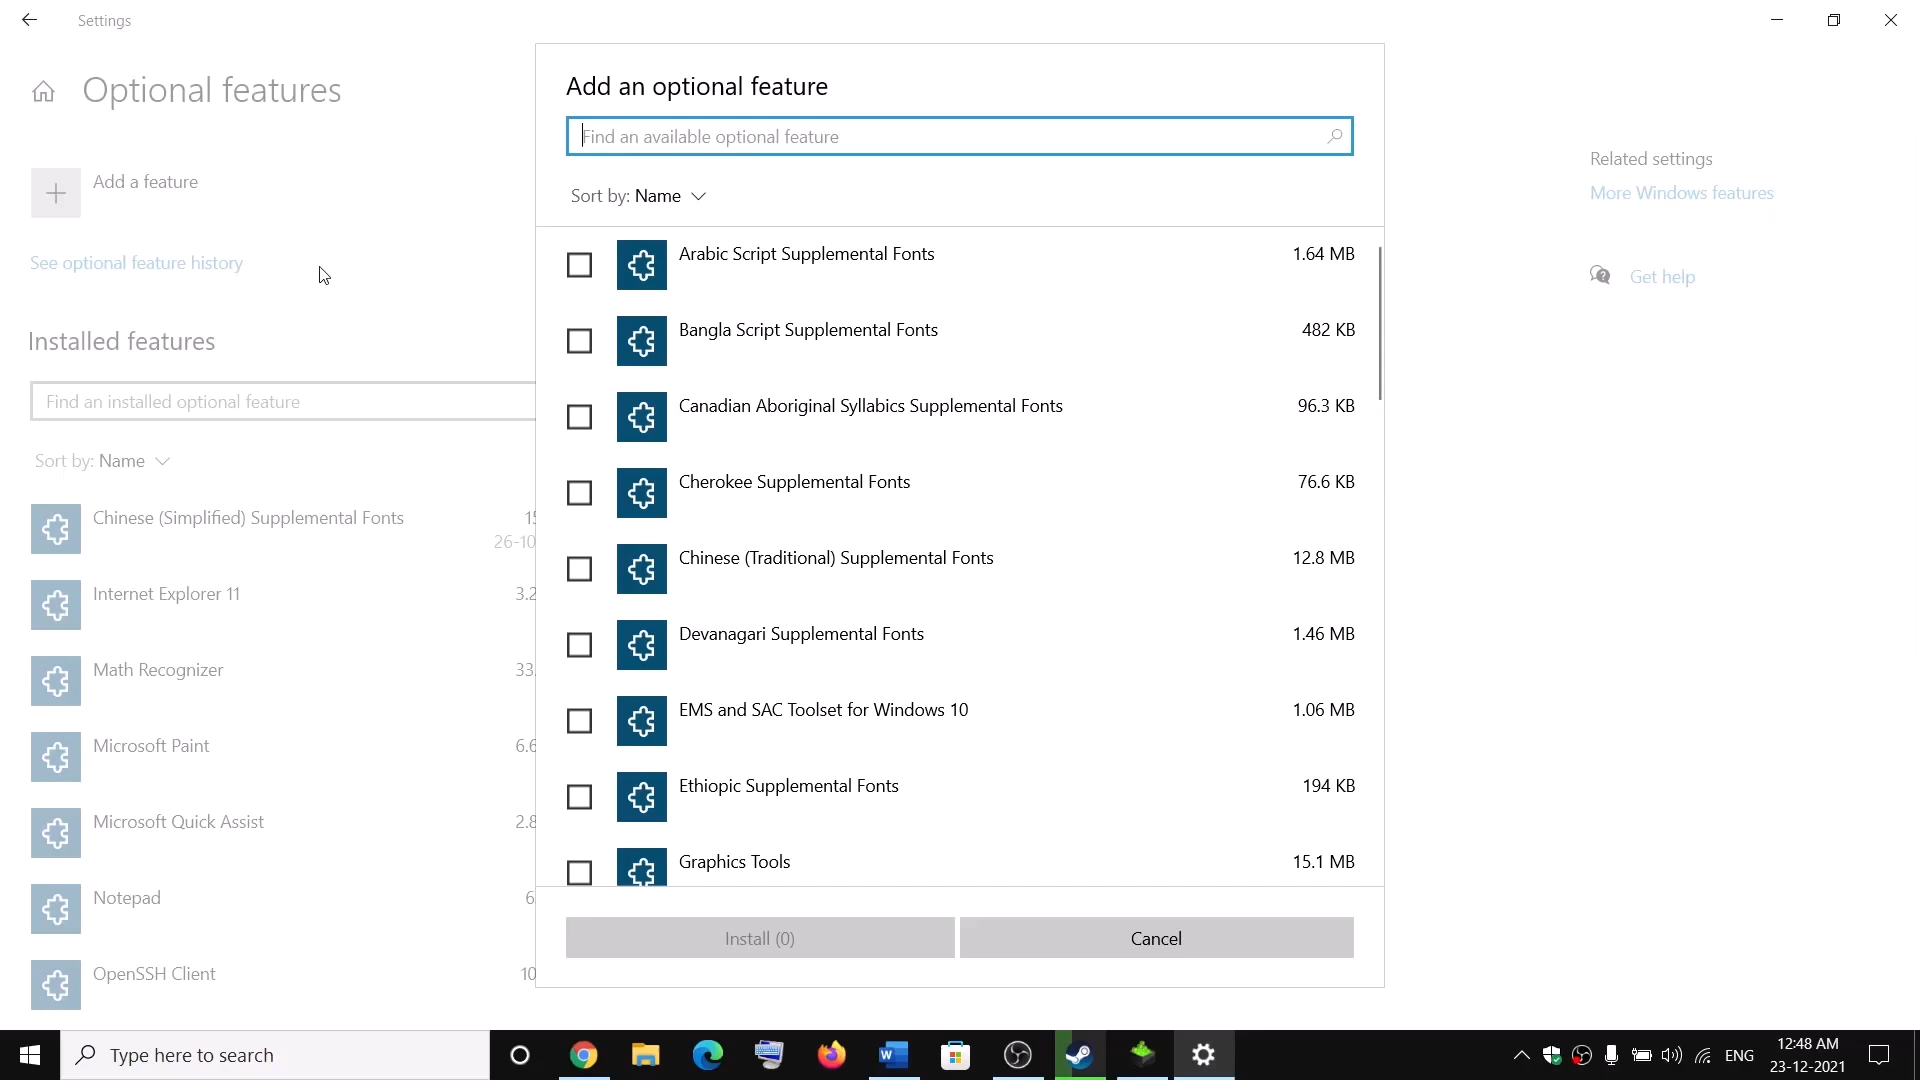 Settings
Optional features
Add a feature
See optional feature history
Installed features
Find an installed optional feature
Sort by: Name
Chinese (Simplified) Supplemental Fonts
Internet Explorer 11
Math Recognizer
Microsoft Paint
Microsoft Quick Assist
Notepad
OpenSSH Client
Add an optional feature
Find an available optional feature
Sort by: Name
Arabic Script Supplemental Fonts 1.64 MB
Bangla Script Supplemental Fonts 482 KB
Canadian Aboriginal Syllabics Supplemental Fonts 96.3 KB
Cherokee Supplemental Fonts 76.6 KB
Chinese (Traditional) Supplemental Fonts 12.8 MB
Devanagari Supplemental Fonts 1.46 MB
EMS and SAC Toolset for Windows 10 1.06 MB
Ethiopic Supplemental Fonts 194 KB
Graphics Tools 15.1 MB
Install (0) Cancel
Related settings
More Windows features
Get help
Type here to search
ENG
12:48 AM
23-12-2021